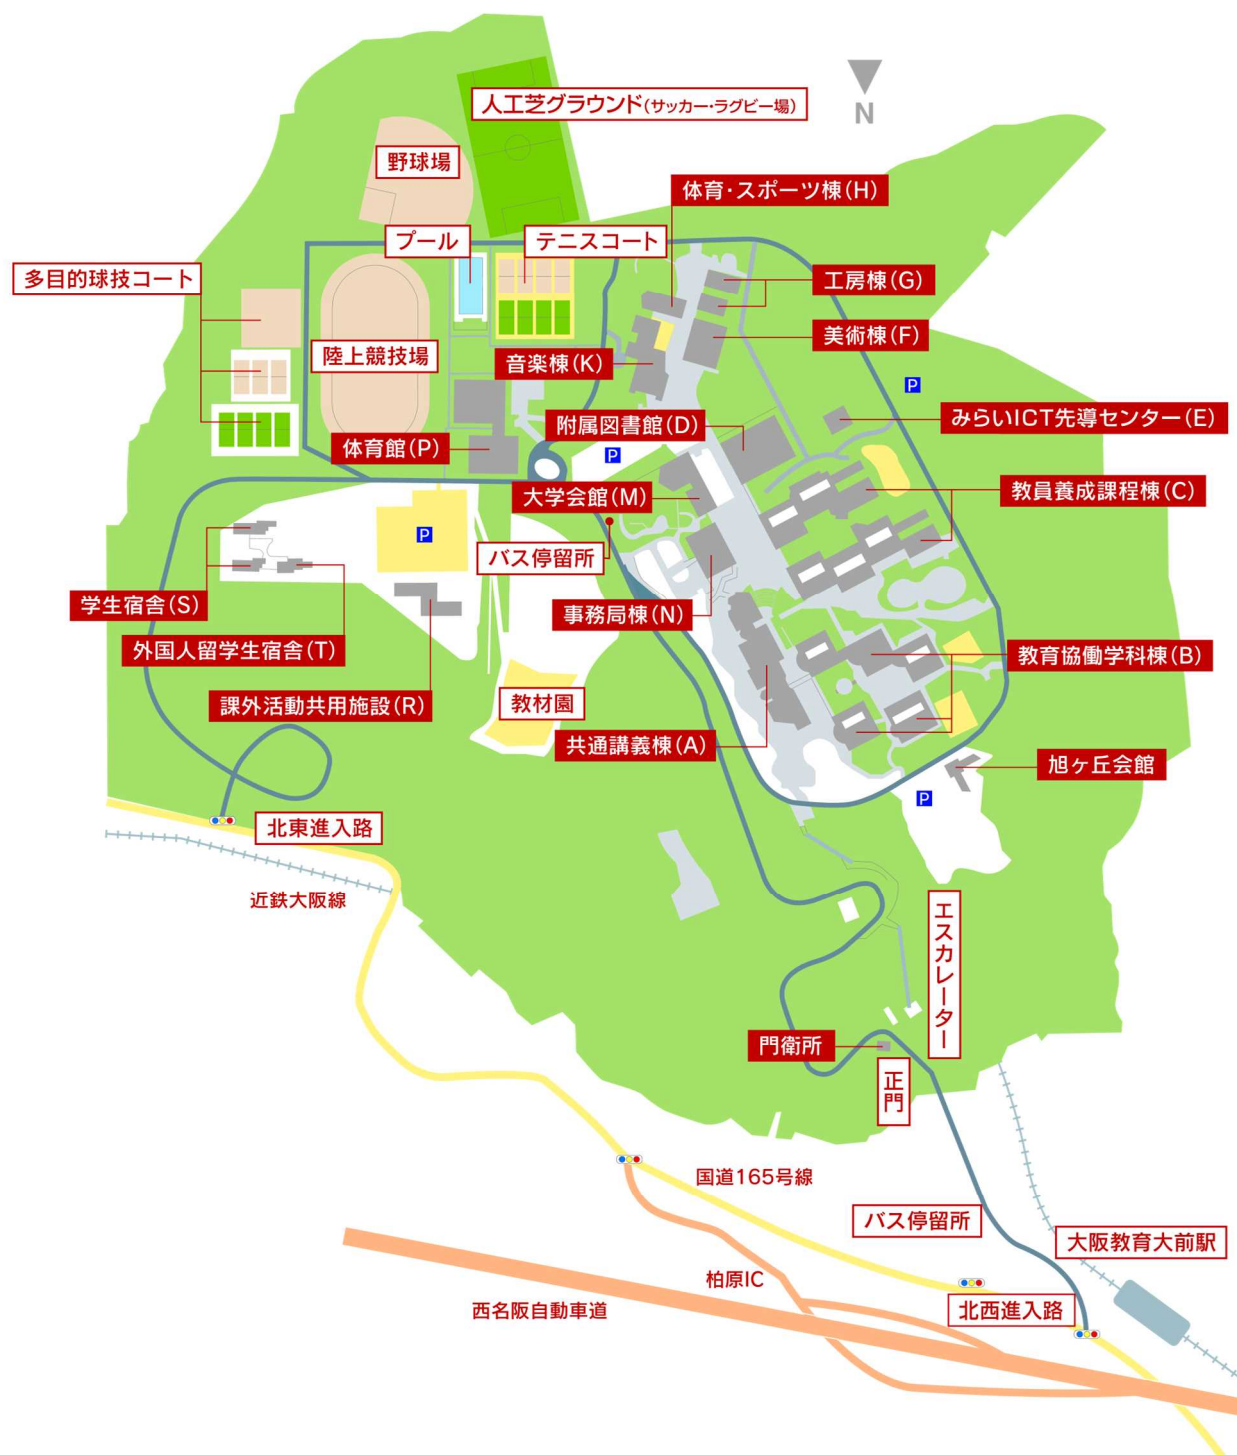 人工芝グラウンド(サッカー・ラグビー場)
N
野球場
体育・スポーツ棟(H)
プール
テニスコート
多目的球技コート
工房棟(G)
美術棟(F)
陸上競技場
音楽棟(K)
P
みらいICT先導センター(E)
附属図書館(D)
体育館(P)
P
大学会館(M)
教員養成課程棟(C)
P
バス停留所
学生宿舎(S)
事務局棟(N)
外国人留学生宿舎(T)
教育協働学科棟(B)
課外活動共用施設(R)
教材園
共通講義棟(A)
旭ヶ丘会館
P
北東進入路
近鉄大阪線
エスカレーター
門衛所
正門
国道165号線
バス停留所
大阪教育大前駅
柏原IC
西名阪自動車道
北西進入路